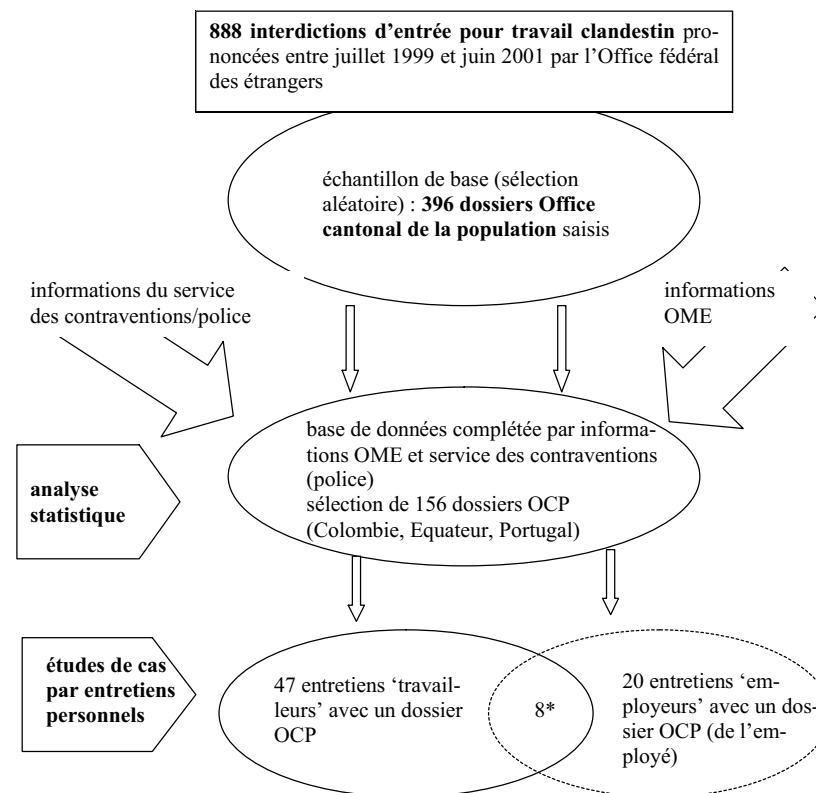 888 interdictions d'entrée pour travail clandestin pro-
noncées entre juillet 1999 et juin 2001 par l'Office fédéral
des étrangers
échantillon de base (sélection
aléatoire) : 396 dossiers Office
cantonal de la population saisis
informations du service
des contraventions/police
informations
OME
base de données complétée par informa-
tions OME et service des contraventions
(police)
sélection de 156 dossiers OCP
(Colombie, Equateur, Portugal)
analyse
statistique
études de cas
par entretiens
personnels
47 entretiens ‘travail-
leurs’ avec un dossier
OCP
8*
20 entretiens ‘em-
ployeurs’ avec un dos-
sier OCP (de l'em-
ployé)